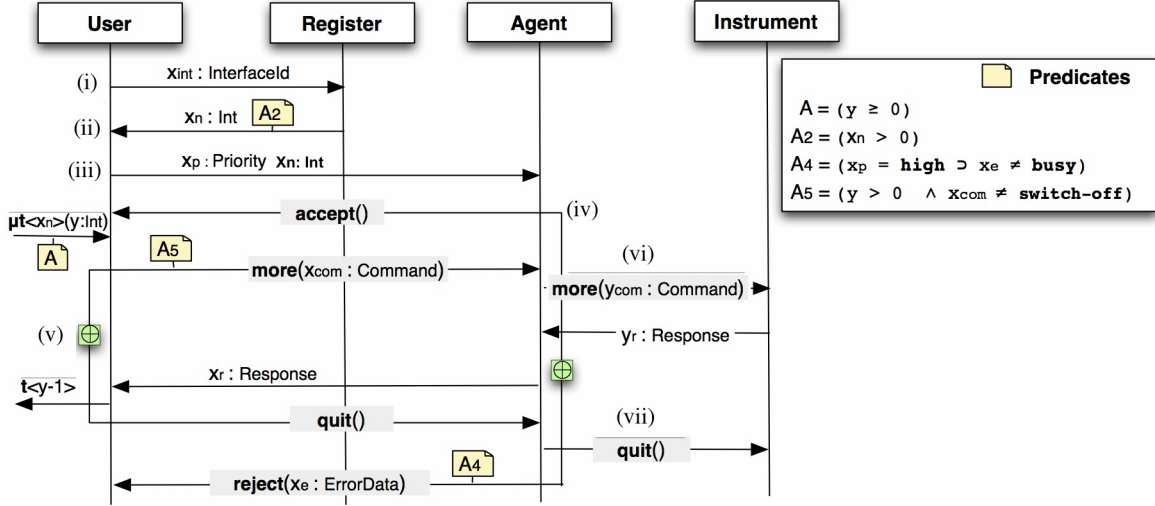 User Register Agent Instrument
(i) xint : InterfaceId
(ii) xn : Int A2
(iii) xp : Priority xn: Int
accept() (iv)
μt<xn>(y:Int)
A
A5
more(xcom : Command)
(v)
(vi)
more(ycom : Command)
yr : Response
xr : Response
t<y-1>
quit()
(vii)
quit()
A4
reject(xe : ErrorData)
Predicates
A = (y ≥ 0)
A2 = (xn > 0)
A4 = (xp = high ⊃ xe ≠ busy)
A5 = (y > 0 ∧ xcom ≠ switch-off)